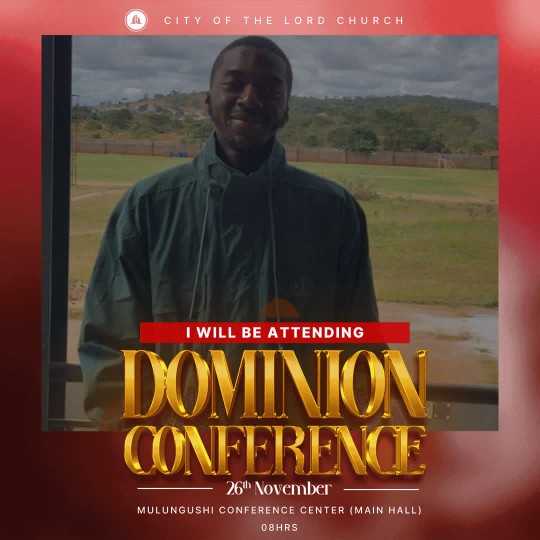 CITY OF THE LORD CHURCH
I WILL BE ATTENDING
DOMINION
CONFERENCE
26th November
MULUNGUSHI CONFERENCE CENTER (MAIN HALL)
08HRS